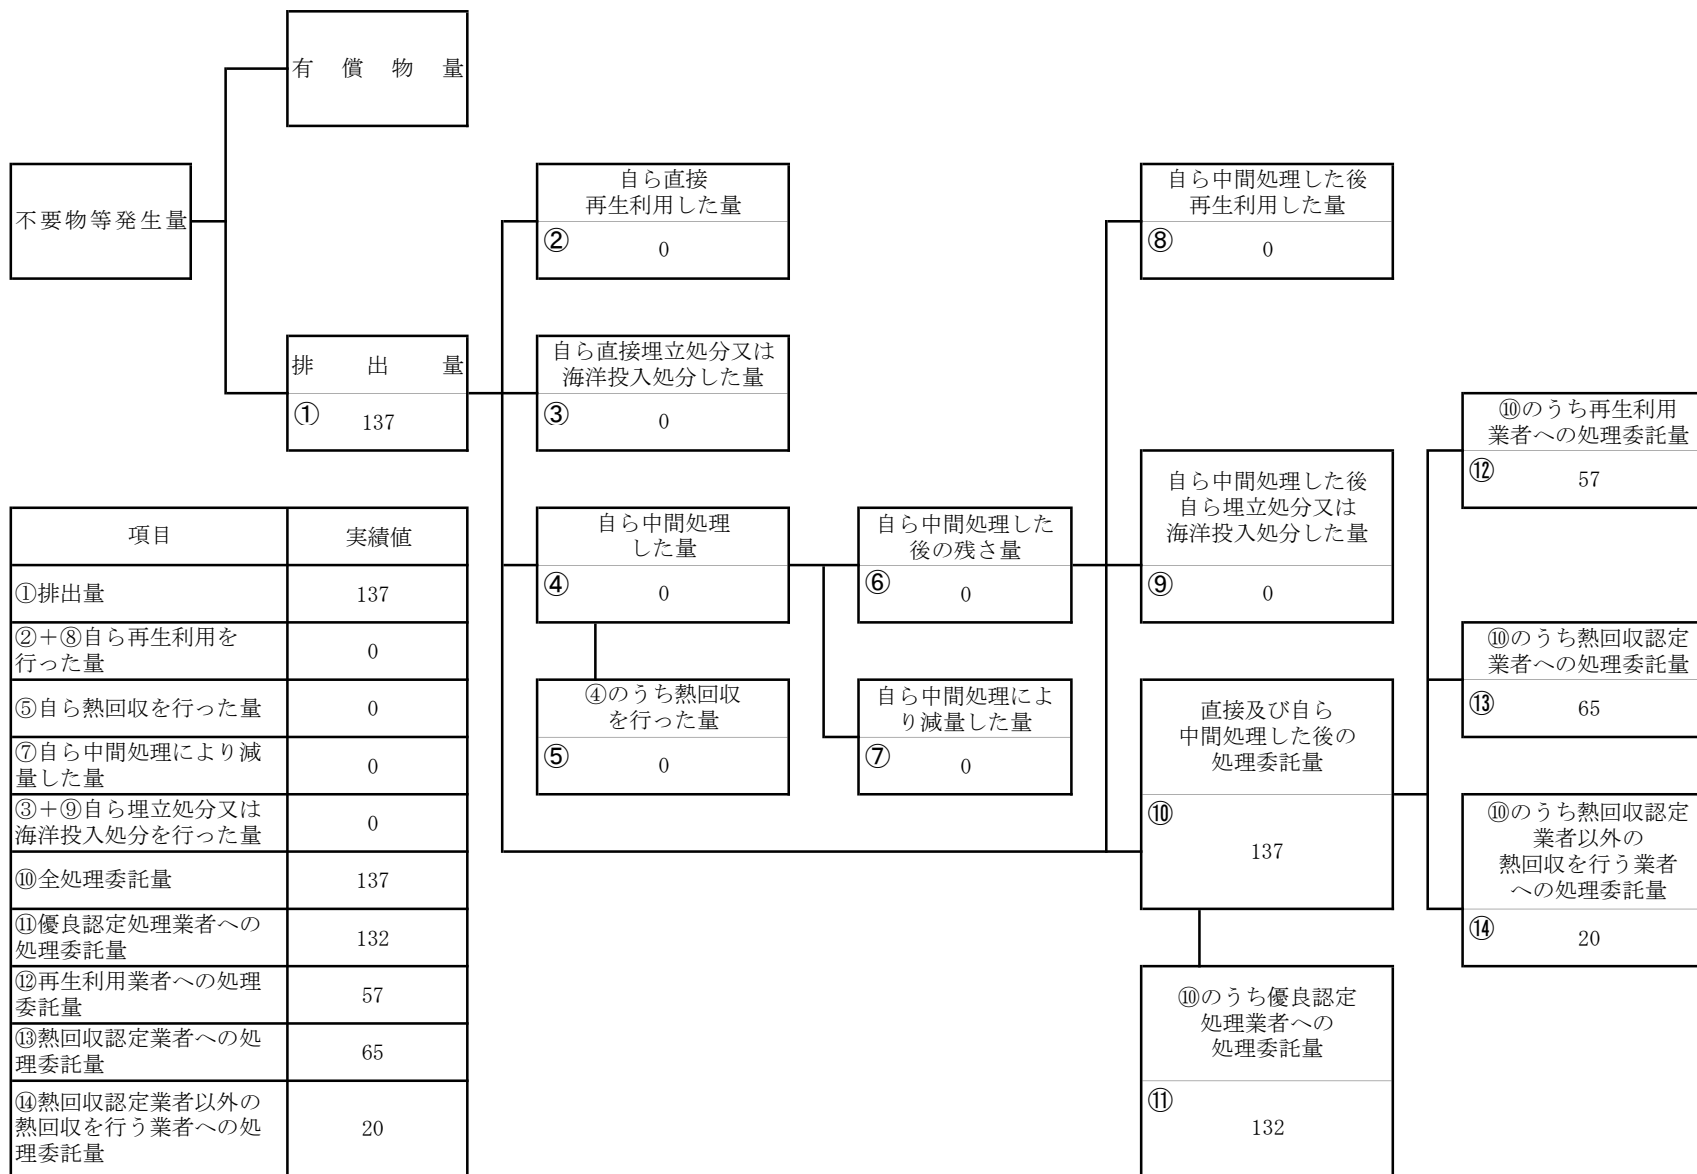 有償物量
不要物等発生量
排出量
①
137
自ら直接
再生利用した量
②
0
自ら直接埋立処分又は
海洋投入処分した量
③
0
自ら中間処理
した量
④
0
④のうち熱回収
を行った量
⑤
0
自ら中間処理した
後の残さ量
⑥
0
自ら中間処理によ
り減量した量
⑦
0
自ら中間処理した後
再生利用した量
⑧
0
自ら中間処理した後
自ら埋立処分又は
海洋投入処分した量
⑨
0
直接及び自ら
中間処理した後の
処理委託量
⑩
137
⑩のうち優良認定
処理業者への
処理委託量
⑪
132
⑩のうち再生利用
業者への処理委託量
⑫
57
⑩のうち熱回収認定
業者への処理委託量
⑬
65
⑩のうち熱回収認定
業者以外の
熱回収を行う業者
への処理委託量
⑭
20
項目 実績値
①排出量 137
②＋⑧自ら再生利用を
行った量 0
⑤自ら熱回収を行った量 0
⑦自ら中間処理により減
量した量 0
③＋⑨自ら埋立処分又は
海洋投入処分を行った量 0
⑩全処理委託量 137
⑪優良認定処理業者への
処理委託量 132
⑫再生利用業者への処理
委託量 57
⑬熱回収認定業者への処
理委託量 65
⑭熱回収認定業者以外の
熱回収を行う業者への処
理委託量 20